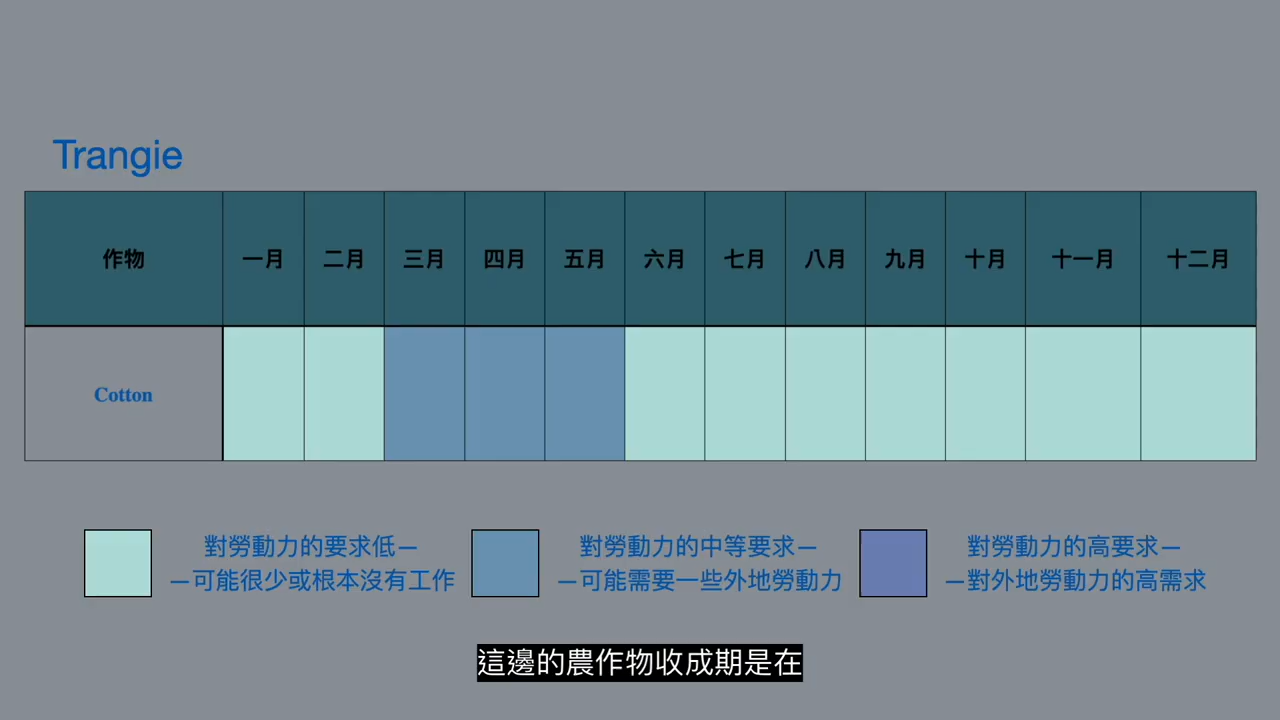 Trangie
作物 一月 二月 三月 四月 五月 六月 七月 八月 九月 十月 十一月 十二月
Cotton
對勞動力的要求低—
—可能很少或根本沒有工作
對勞動力的中等要求—
—可能需要一些外地勞動力
對勞動力的高要求—
—對外地勞動力的高需求
這邊的農作物收成期是在